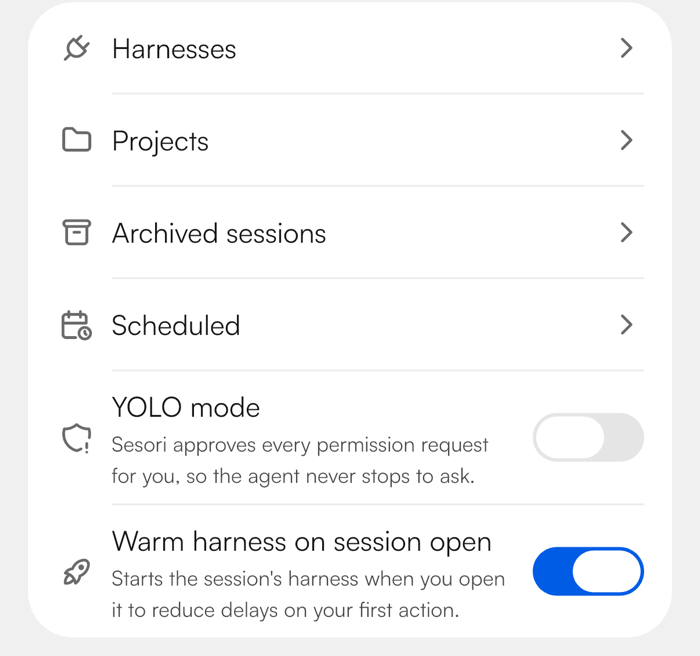 Harnesses
Projects
Archived sessions
Scheduled
YOLO mode
Sesori approves every permission request
for you, so the agent never stops to ask.
Warm harness on session open
Starts the session's harness when you open
it to reduce delays on your first action.